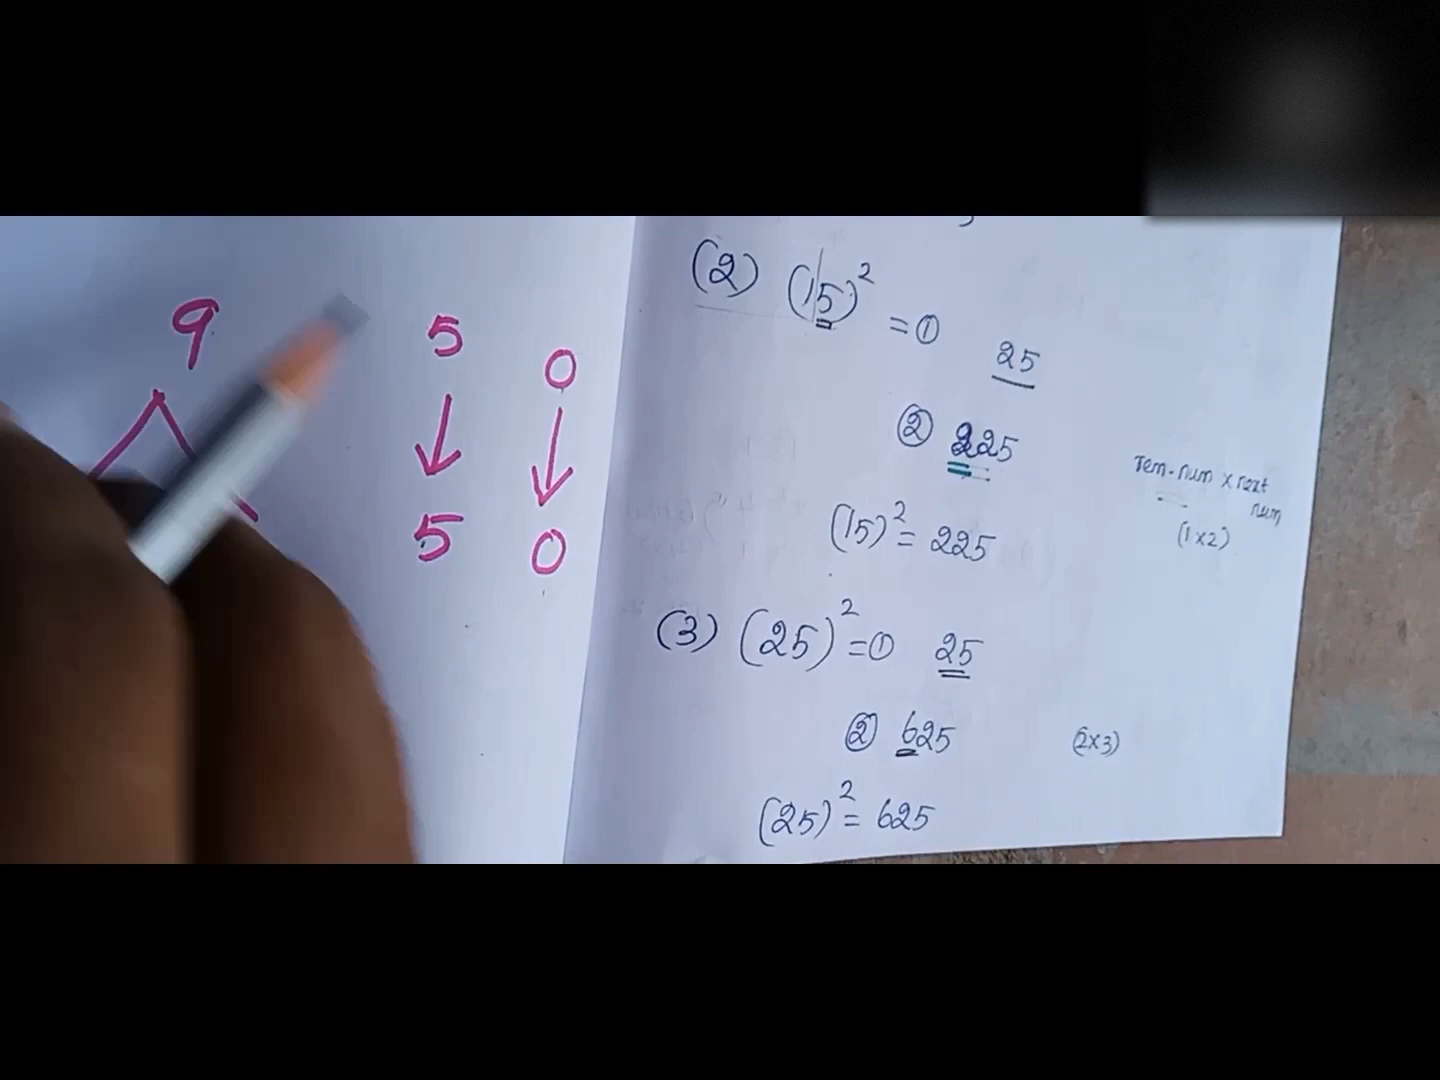 9 5 0
5 0
(2) (15)² = ① 25
② 225
Tem-num x next
num
(1x2)
(15)² = 225
(3) (25)² = ① 25
② 625 (2x3)
(25)² = 625